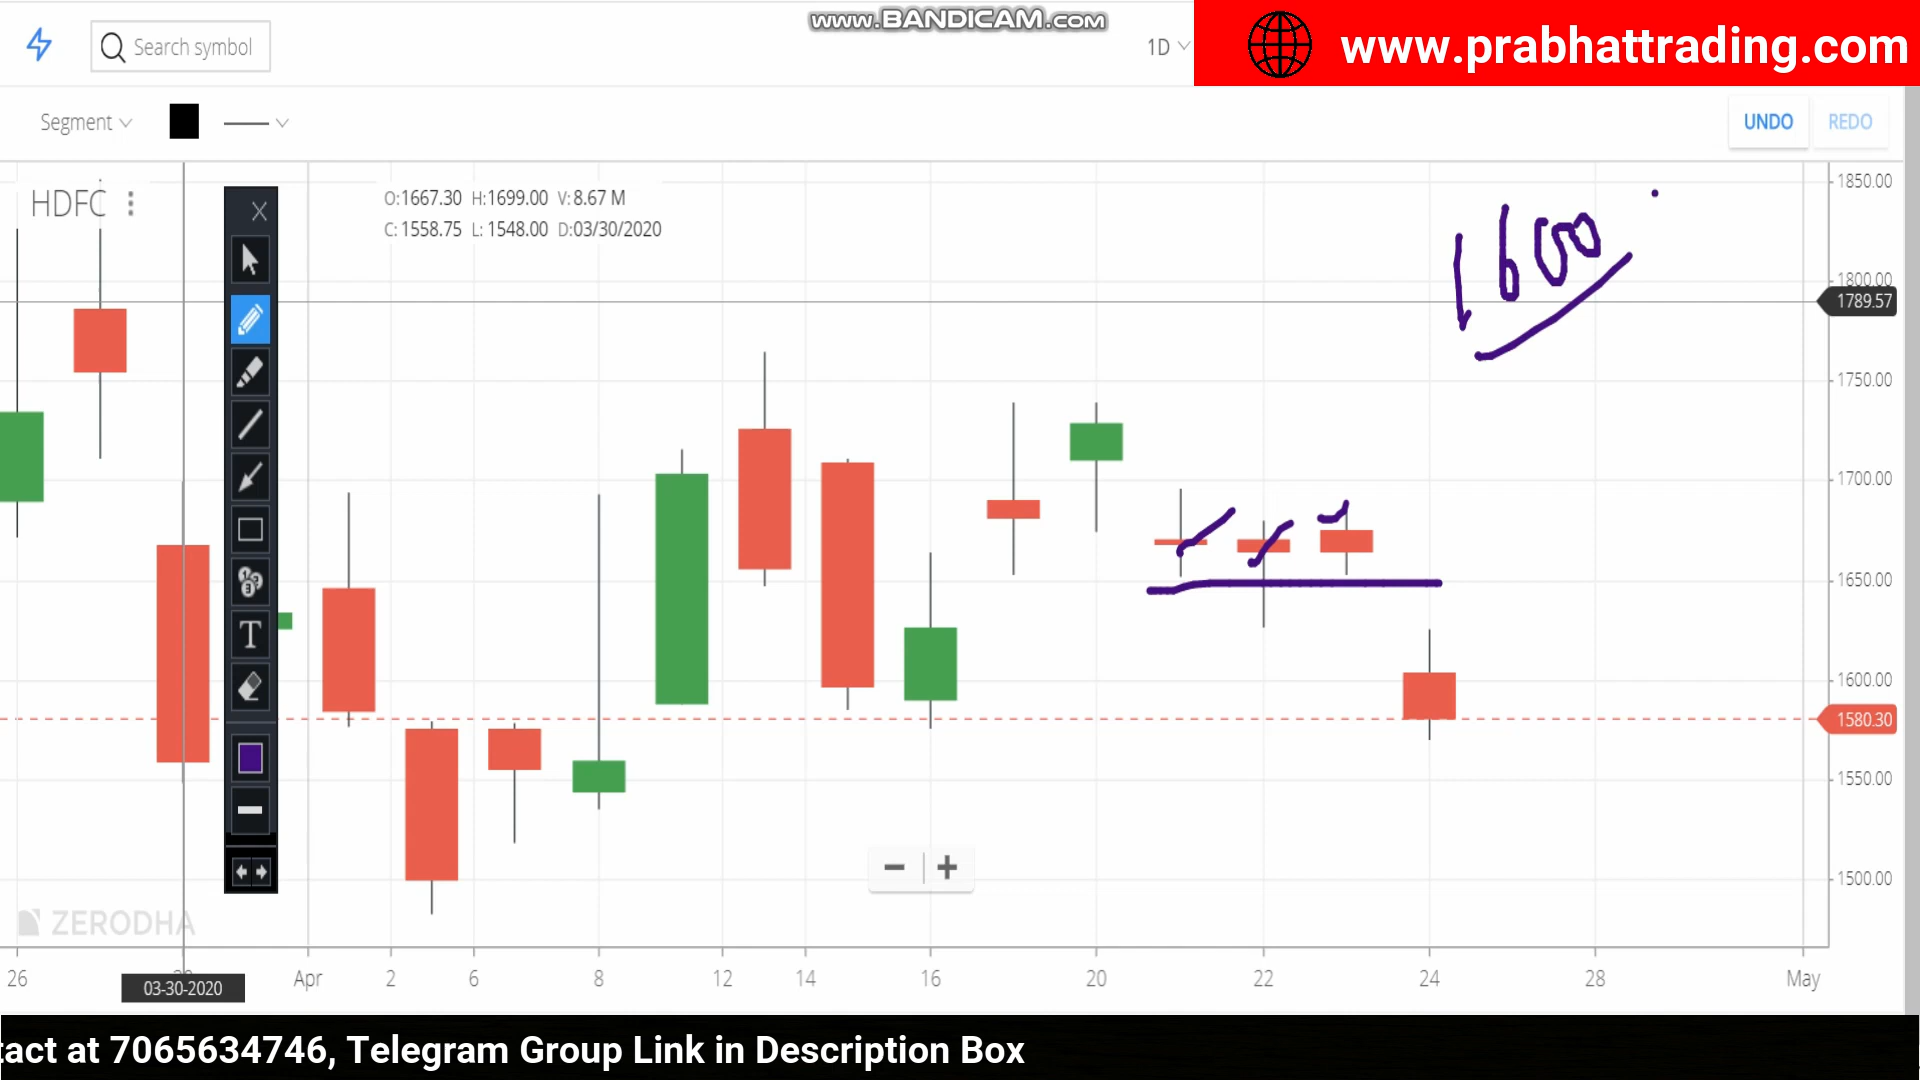 www.BANDICAM.com
Search symbol
1D
www.prabhattrading.com
Segment
UNDO
REDO
HDFC
O:1667.30 H:1699.00 V:8.67 M
C:1558.75 L:1548.00 D:03/30/2020
X
T
1600
1850.00
1800.00
1789.57
1750.00
1700.00
1650.00
1600.00
1580.30
1550.00
1500.00
ZERODHA
26
Apr
2
6
8
12
14
16
20
22
24
28
May
03-30-2020
tact at 7065634746, Telegram Group Link in Description Box